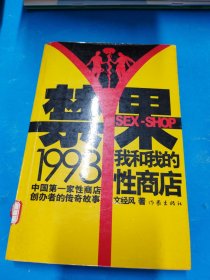 禁果
SEX-SHOP
1993
我和我的
性商店
中国第一家性商店
创办者的传奇故事
文经风 著
作家出版社